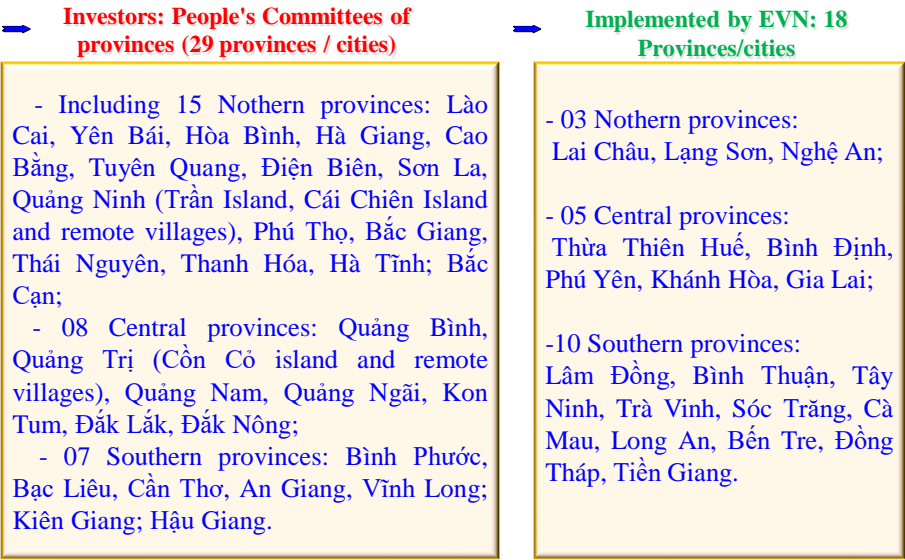 Investors: People's Committees of
provinces (29 provinces / cities)
- Including 15 Nothern provinces: Lào
Cai, Yên Bái, Hòa Bình, Hà Giang, Cao
Bằng, Tuyên Quang, Điện Biên, Sơn La,
Quảng Ninh (Trần Island, Cái Chiên Island
and remote villages), Phú Thọ, Bắc Giang,
Thái Nguyên, Thanh Hóa, Hà Tĩnh; Bắc
Cạn;
- 08 Central provinces: Quảng Bình,
Quảng Trị (Cồn Cỏ island and remote
villages), Quảng Nam, Quảng Ngãi, Kon
Tum, Đắk Lắk, Đắk Nông;
- 07 Southern provinces: Bình Phước,
Bạc Liêu, Cần Thơ, An Giang, Vĩnh Long;
Kiên Giang; Hậu Giang.
Implemented by EVN: 18
Provinces/cities
- 03 Nothern provinces:
Lai Châu, Lạng Sơn, Nghệ An;
- 05 Central provinces:
Thừa Thiên Huế, Bình Định,
Phú Yên, Khánh Hòa, Gia Lai;
-10 Southern provinces:
Lâm Đồng, Bình Thuận, Tây
Ninh, Trà Vinh, Sóc Trăng, Cà
Mau, Long An, Bến Tre, Đồng
Tháp, Tiền Giang.